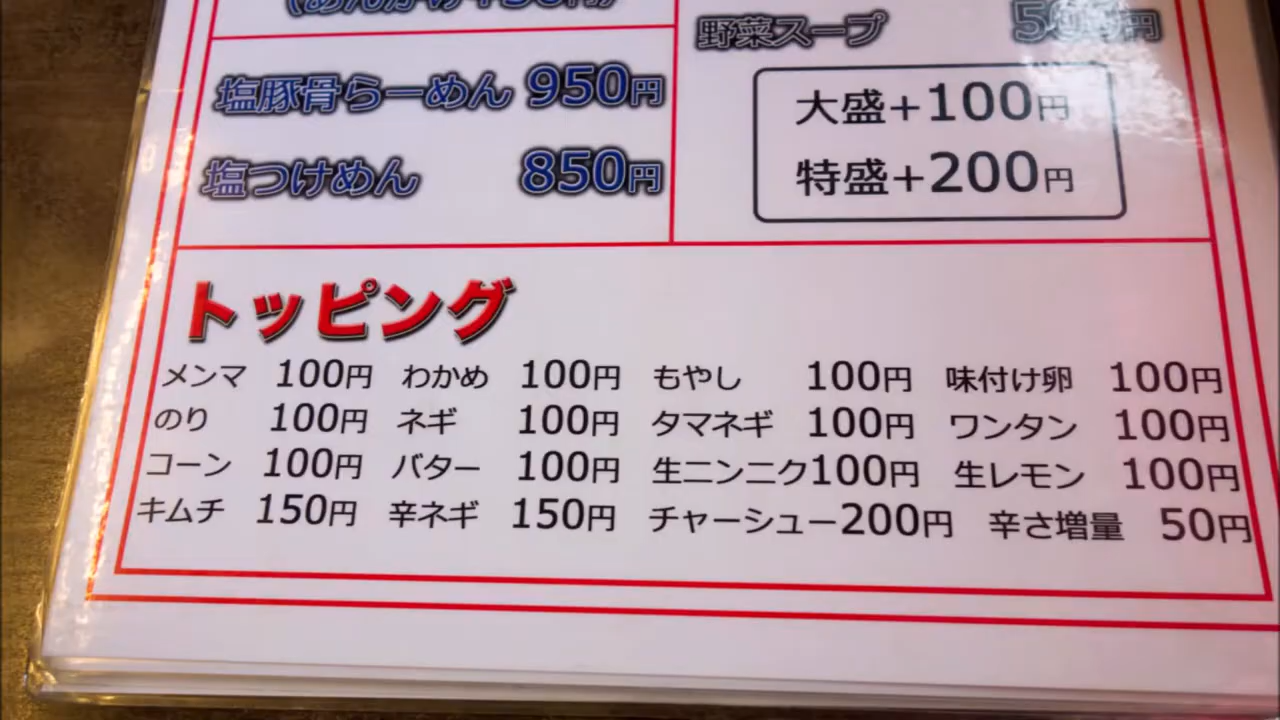 野菜スープ
塩豚骨らーめん 950円
塩つけめん 850円
大盛+100円
特盛+200円
トッピング
メンマ 100円 わかめ 100円 もやし 100円 味付け卵 100円
のり 100円 ネギ 100円 タマネギ 100円 ワンタン 100円
コーン 100円 バター 100円 生ニンニク100円 生レモン 100円
キムチ 150円 辛ネギ 150円 チャーシュー200円 辛さ増量 50円